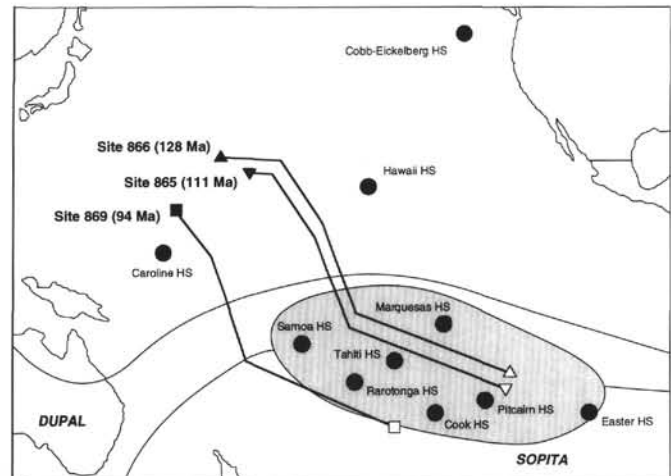 Cobb-Eickelberg HS
Site 866 (128 Ma)
Site 865 (111 Ma)
Hawaii HS
Site 869 (94 Ma)
Caroline HS
Marquesas HS
Samoa HS
Tahiti HS
Rarotonga HS
Pitcairn HS
Cook HS
Easter HS
DUPAL
SOPITA